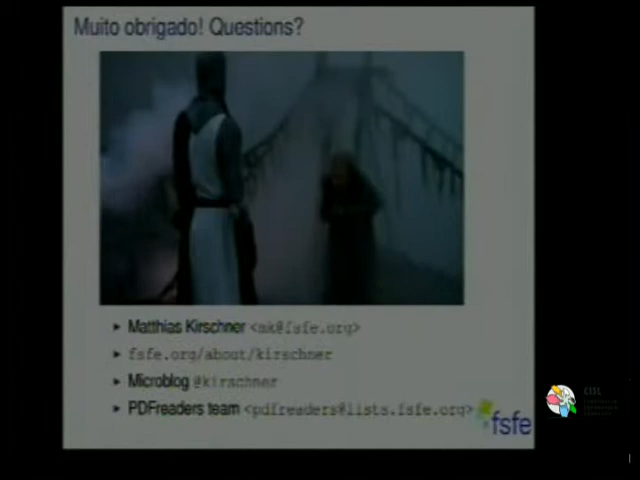 Muito obrigado! Questions?
Matthias Kirschner <mk@fsfe.org>
fsfe.org/about/kirschner
Microblog @kirschner
PDFreaders team <pdfreaders@lists.fsfe.org>
fsfe